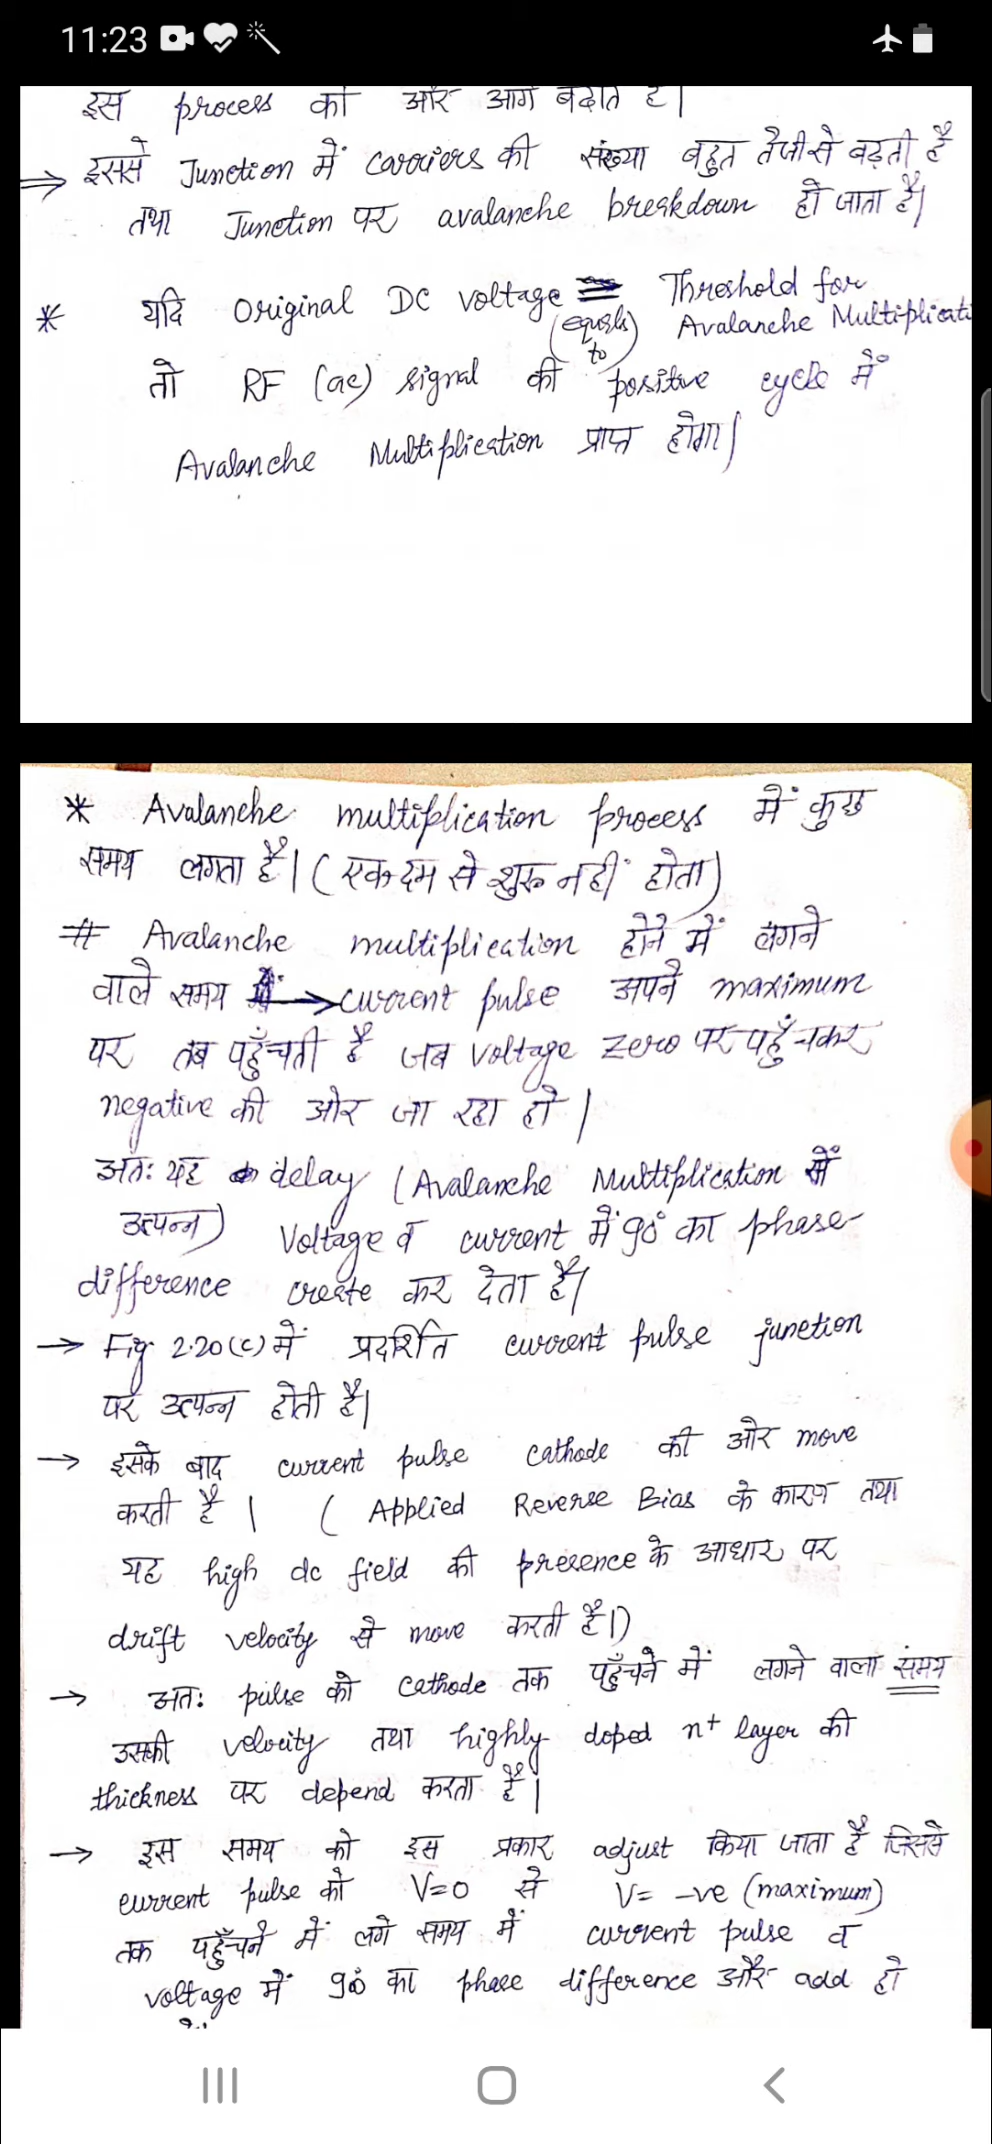 11:23
इस process को और आगे बढ़ाते है।
⇒ इससे Junction में carriers की संख्या बहुत तेजी से बढ़ती है
तथा Junction पर avalanche breakdown हो जाता है।
* यदि Original DC voltage = Threshold for
(equals to) Avalanche Multiplicati
तो RF (ac) signal की positive cycle में
Avalanche Multiplication प्राप्त होगा।
* Avalanche multiplication process में कुछ
समय लगता है। (एकदम से शुरू नहीं होता)
# Avalanche multiplication होने में लगने
वाले समय → current pulse अपने maximum
पर तब पहुँचती है जब voltage zero पर पहुँचकर
negative की ओर जा रहा हो।
अतः यह delay (Avalanche Multiplication से
उत्पन्न) voltage व current में 90° का phase
difference create कर देता है।
→ Fig 2.20(c) में प्रदर्शित current pulse junction
पर उत्पन्न होती है।
→ इसके बाद current pulse cathode की ओर move
करती है। ( Applied Reverse Bias के कारण तथा
यह high dc field की presence के आधार पर
drift velocity से move करती है।)
→ अतः pulse को cathode तक पहुँचने में लगने वाला समय
उसकी velocity तथा highly doped n+ layer की
thickness पर depend करता है।
→ इस समय को इस प्रकार adjust किया जाता है जिससे
current pulse को V=0 से V= -ve (maximum)
तक पहुँचने में लगे समय में current pulse व
voltage में 90° का phase difference और add हो